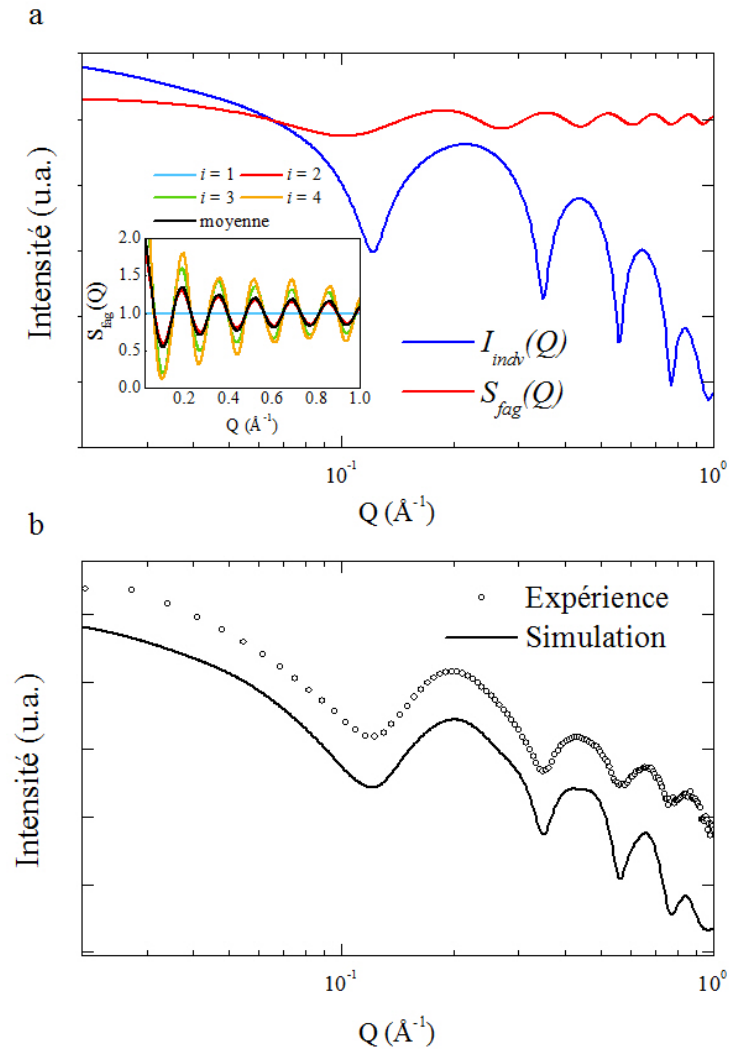 a
Intensité (u.a.)
i = 1 i = 2
i = 3 i = 4
moyenne
S_fag(Q)
2.0
1.5
1.0
0.5
0.0
0.2 0.4 0.6 0.8 1.0
Q (Å⁻¹)
I_indv(Q)
S_fag(Q)
10⁻¹ 10⁰
Q (Å⁻¹)
b
Intensité (u.a.)
Expérience
Simulation
10⁻¹ 10⁰
Q (Å⁻¹)